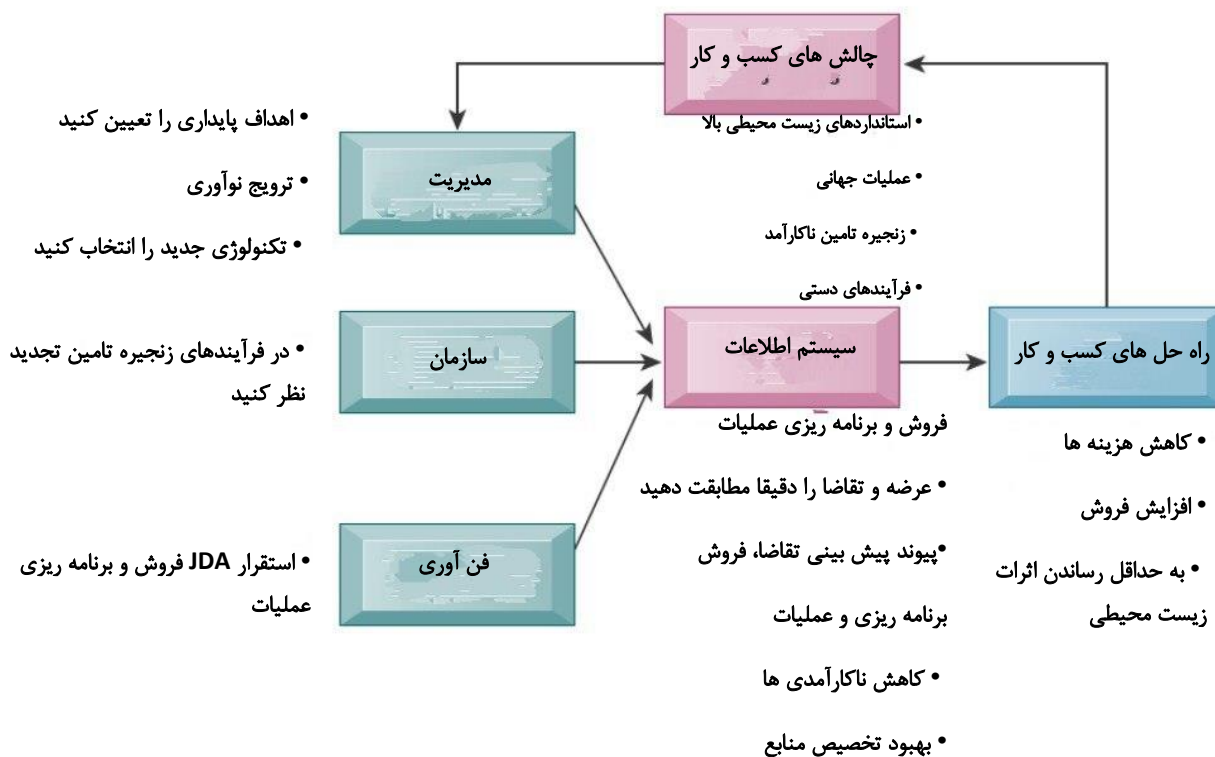 چالش های کسب و کار
• استانداردهای زیست محیطی بالا
• عملیات جهانی
• زنجیره تامین ناکارآمد
• فرآیندهای دستی
• اهداف پایداری را تعیین کنید
• ترویج نوآوری
• تکنولوژی جدید را انتخاب کنید
مدیریت
• در فرآیندهای زنجیره تامین تجدید
نظر کنید
سازمان
• استقرار JDA فروش و برنامه ریزی
عملیات
فن آوری
سیستم اطلاعات
فروش و برنامه ریزی عملیات
• عرضه و تقاضا را دقیقا مطابقت دهید
•پیوند پیش بینی تقاضا، فروش
برنامه ریزی و عملیات
• کاهش ناکارآمدی ها
• بهبود تخصیص منابع
راه حل های کسب و کار
• کاهش هزینه ها
• افزایش فروش
• به حداقل رساندن اثرات
زیست محیطی